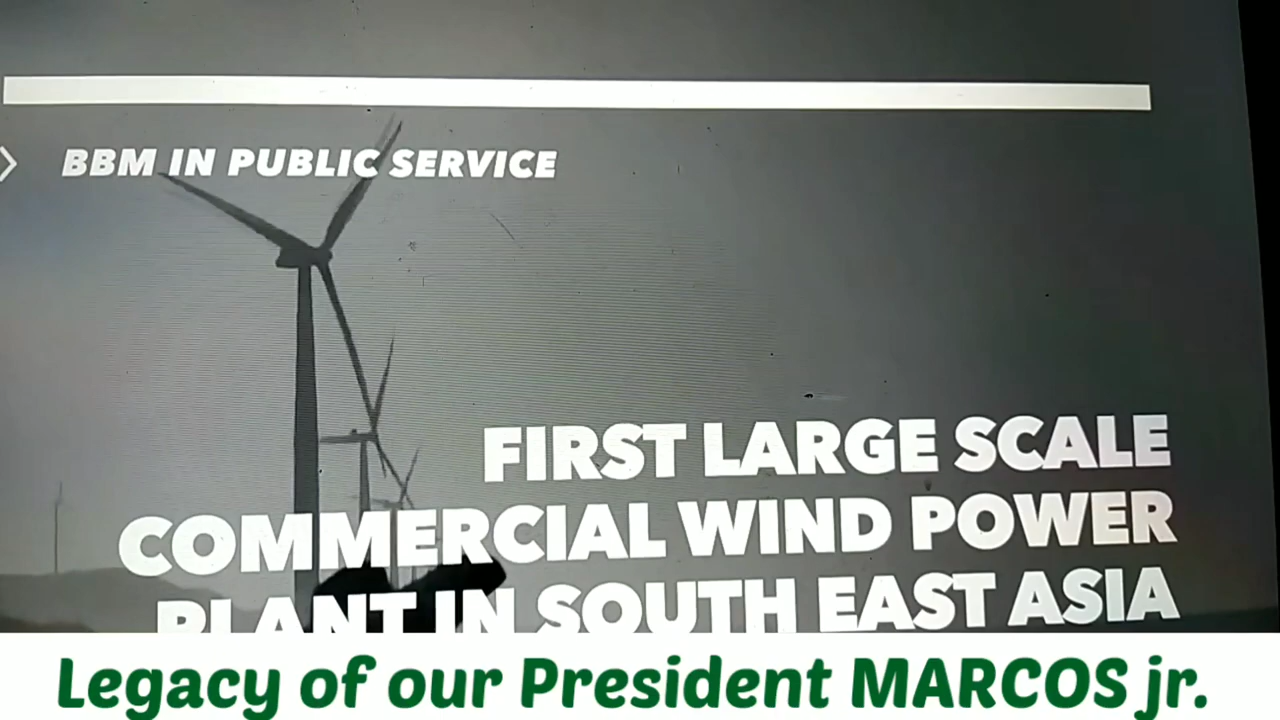 BBM IN PUBLIC SERVICE
FIRST LARGE SCALE
COMMERCIAL WIND POWER
PLANT IN SOUTH EAST ASIA
Legacy of our President MARCOS jr.